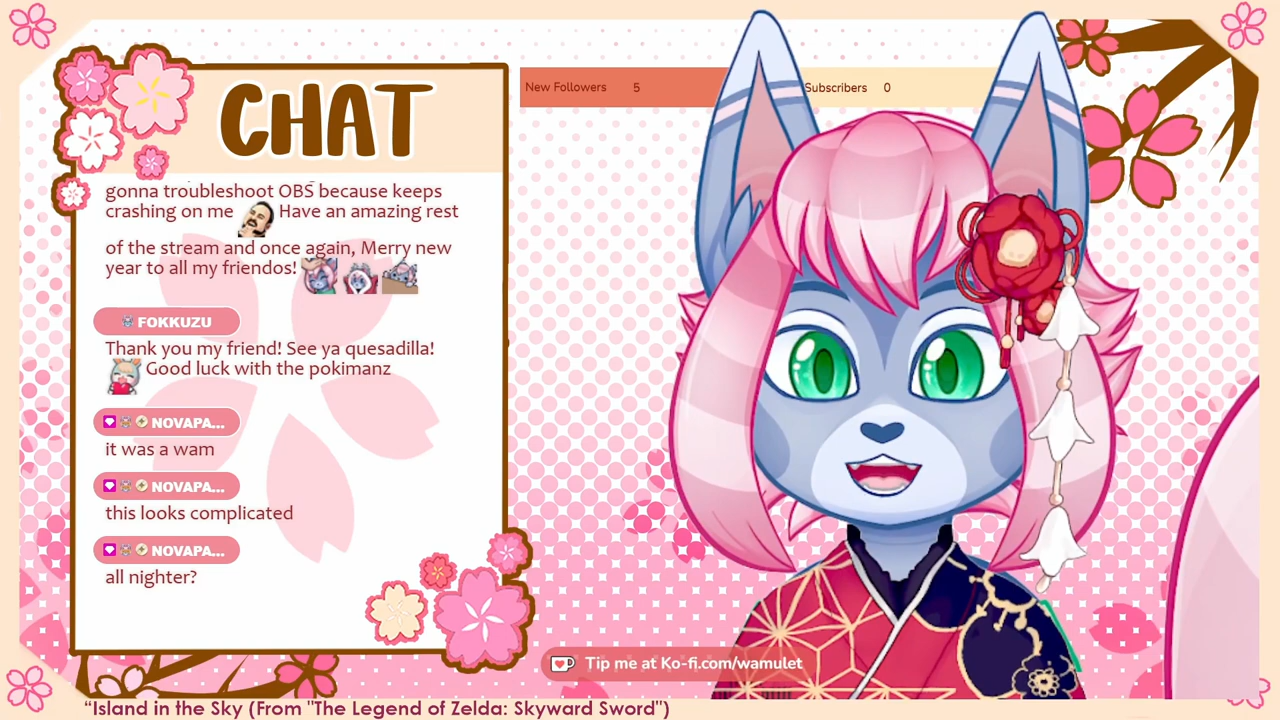 CHAT
New Followers 5
Subscribers 0
gonna troubleshoot OBS because keeps
crashing on me Have an amazing rest
of the stream and once again, Merry new
year to all my friendos!
FOKKUZU
Thank you my friend! See ya quesadilla!
Good luck with the pokimanz
NOVAPA...
it was a wam
NOVAPA...
this looks complicated
NOVAPA...
all nighter?
Tip me at Ko-fi.com/wamulet
“Island in the Sky (From "The Legend of Zelda: Skyward Sword")